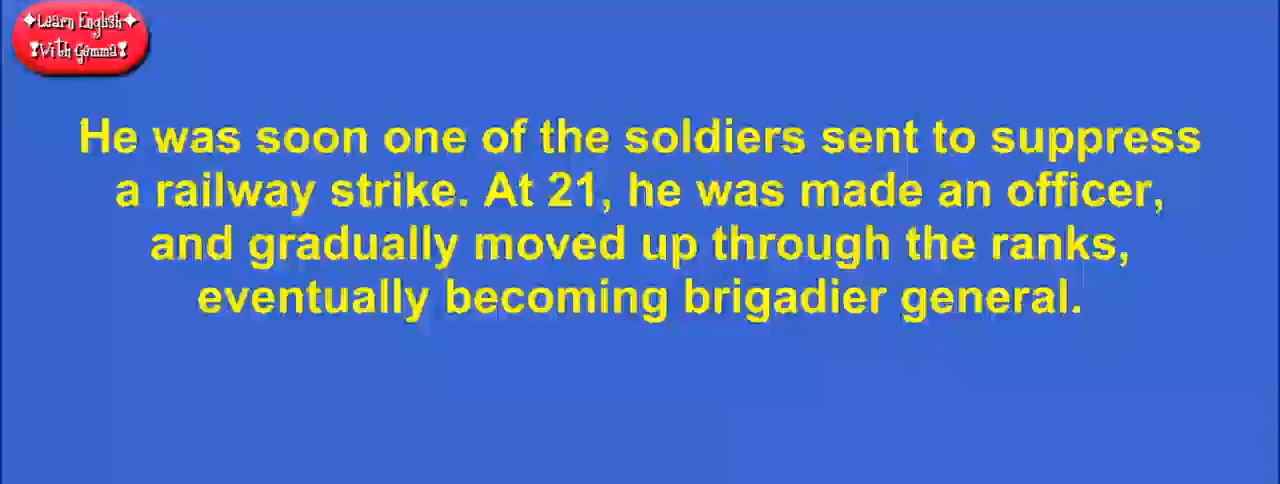 ✦Learn English✦
❢With Gemma❢
He was soon one of the soldiers sent to suppress
a railway strike. At 21, he was made an officer,
and gradually moved up through the ranks,
eventually becoming brigadier general.